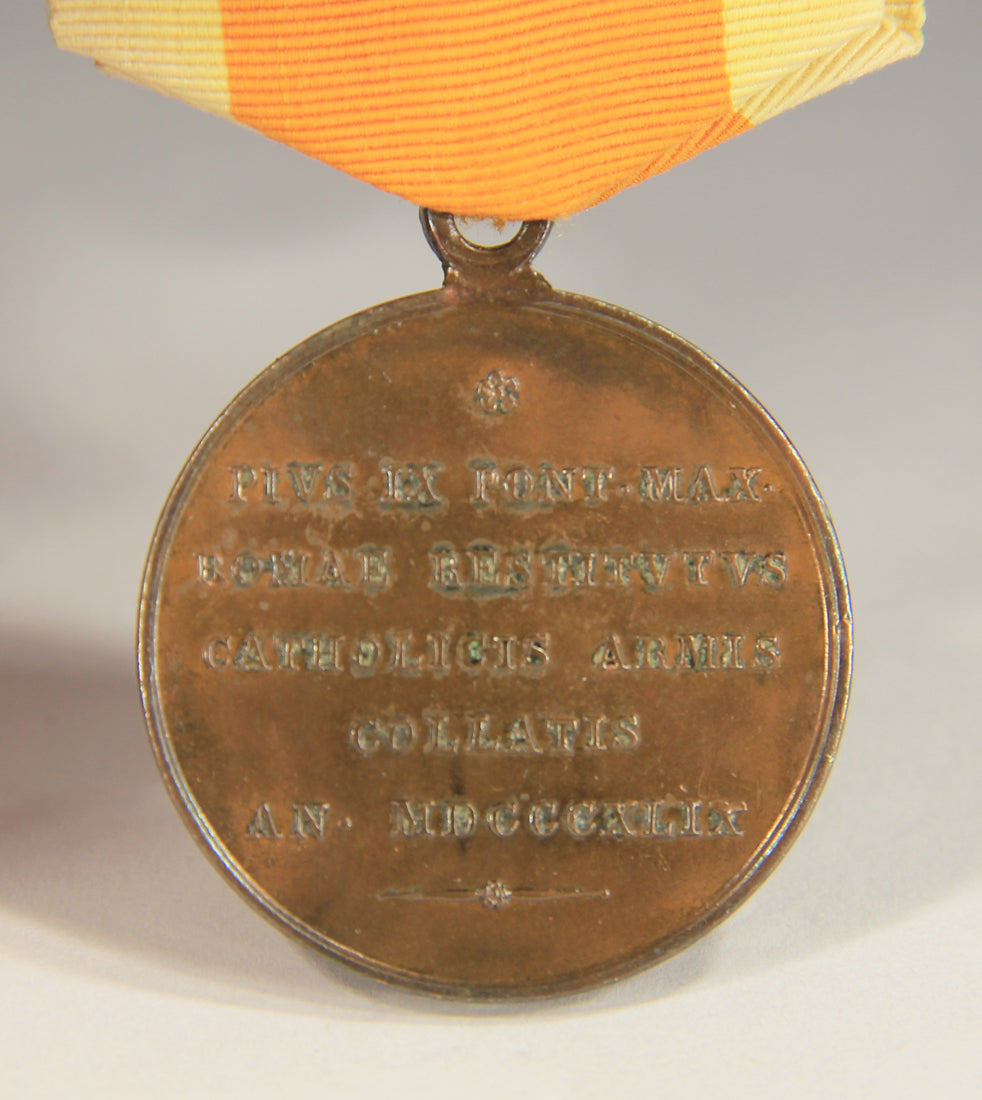 PIVS IX PONT·MAX·
ROMAE RESTITVTVS
CATHOLICIS ARMIS
COLLATIS
AN· MDCCCXLIX